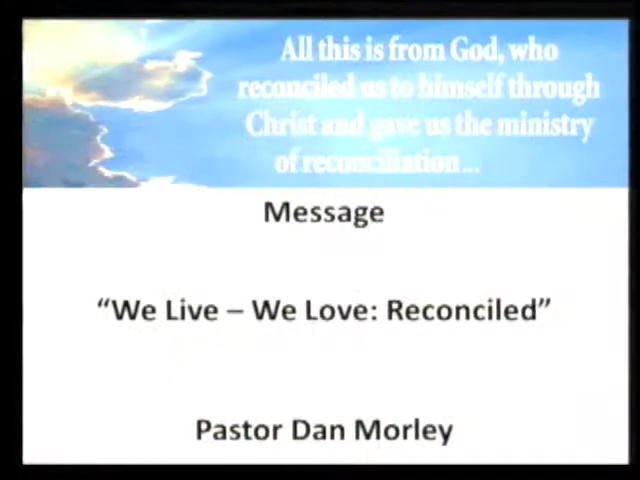 All this is from God, who
reconciled us to himself through
Christ and gave us the ministry
of reconciliation...
Message
“We Live – We Love: Reconciled”
Pastor Dan Morley